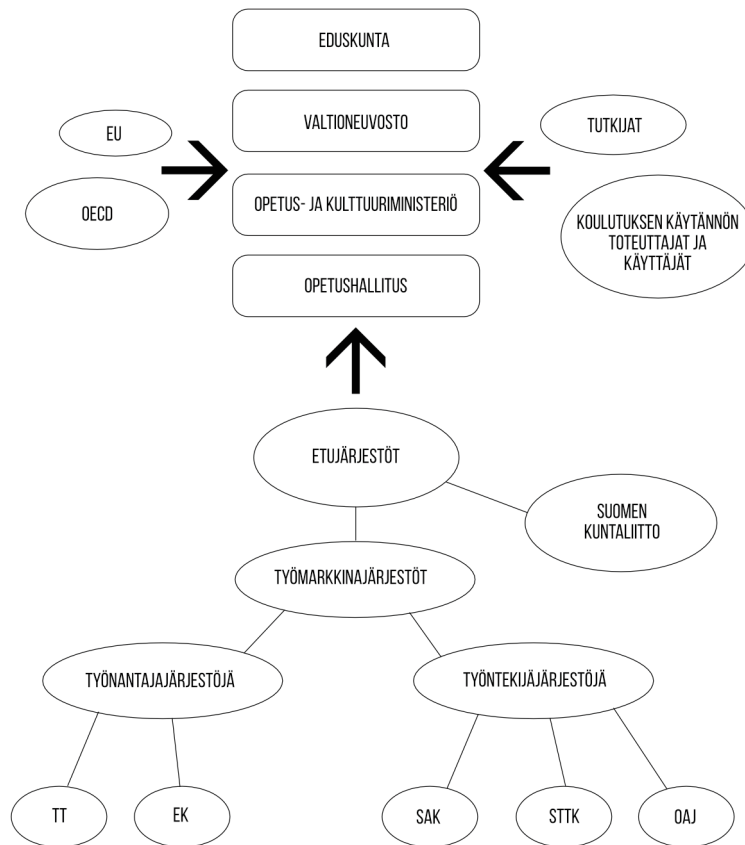 EDUSKUNTA
VALTIONEUVOSTO
EU
TUTKIJAT
OPETUS- JA KULTTUURIMINISTERIÖ
OECD
KOULUTUKSEN KÄYTÄNNÖN
TOTEUTTAJAT JA
KÄYTTÄJÄT
OPETUSHALLITUS
ETUJÄRJESTÖT
SUOMEN
KUNTALIITTO
TYÖMARKKINAJÄRJESTÖT
TYÖNANTAJAJÄRJESTÖJÄ
TYÖNTEKIJÄJÄRJESTÖJÄ
TT
EK
SAK
STTK
OAJ